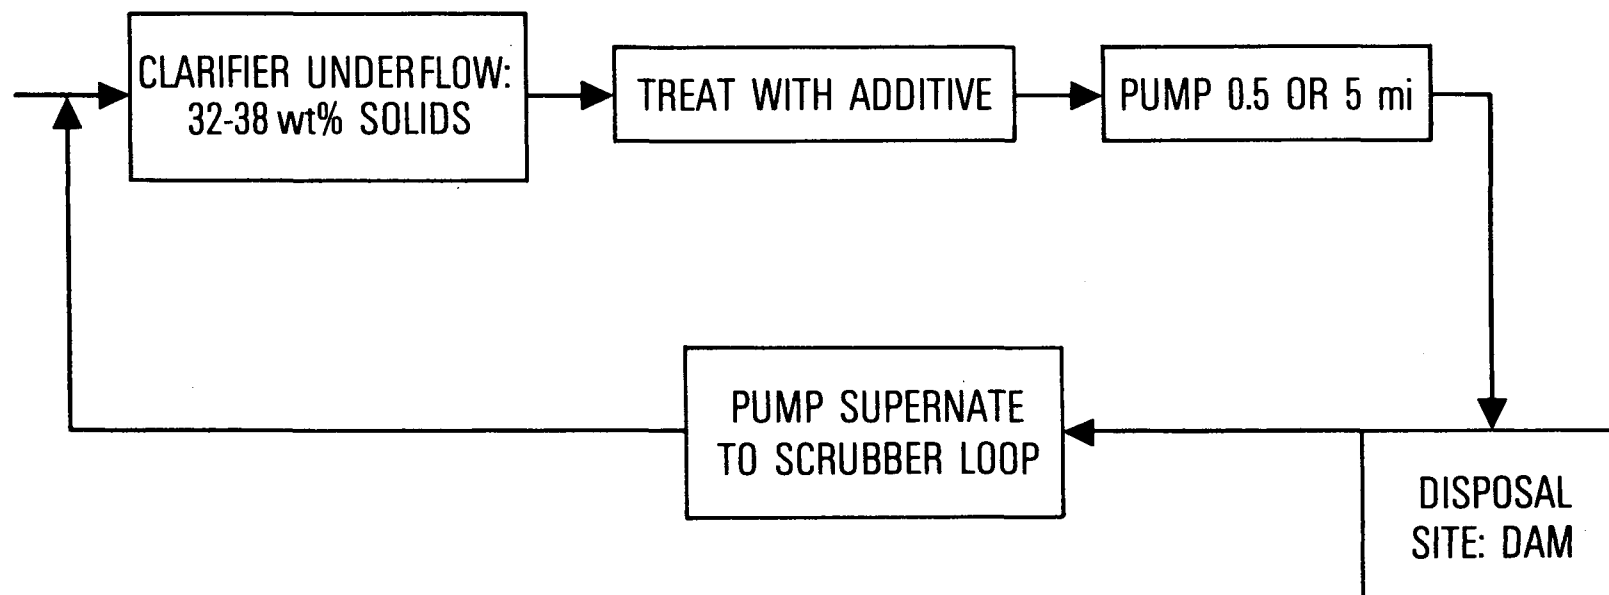 CLARIFIER UNDERFLOW:
32-38 wt% SOLIDS
TREAT WITH ADDITIVE
PUMP 0.5 OR 5 mi
PUMP SUPERNATE
TO SCRUBBER LOOP
DISPOSAL
SITE: DAM